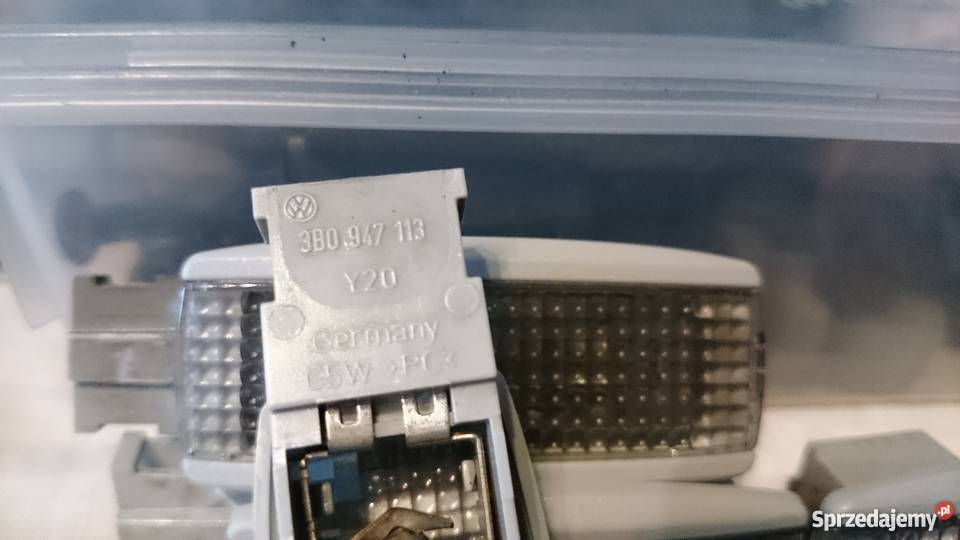 3B0 947 113
Y20
Germany
C5W >PC<
Sprzedajemy.pl